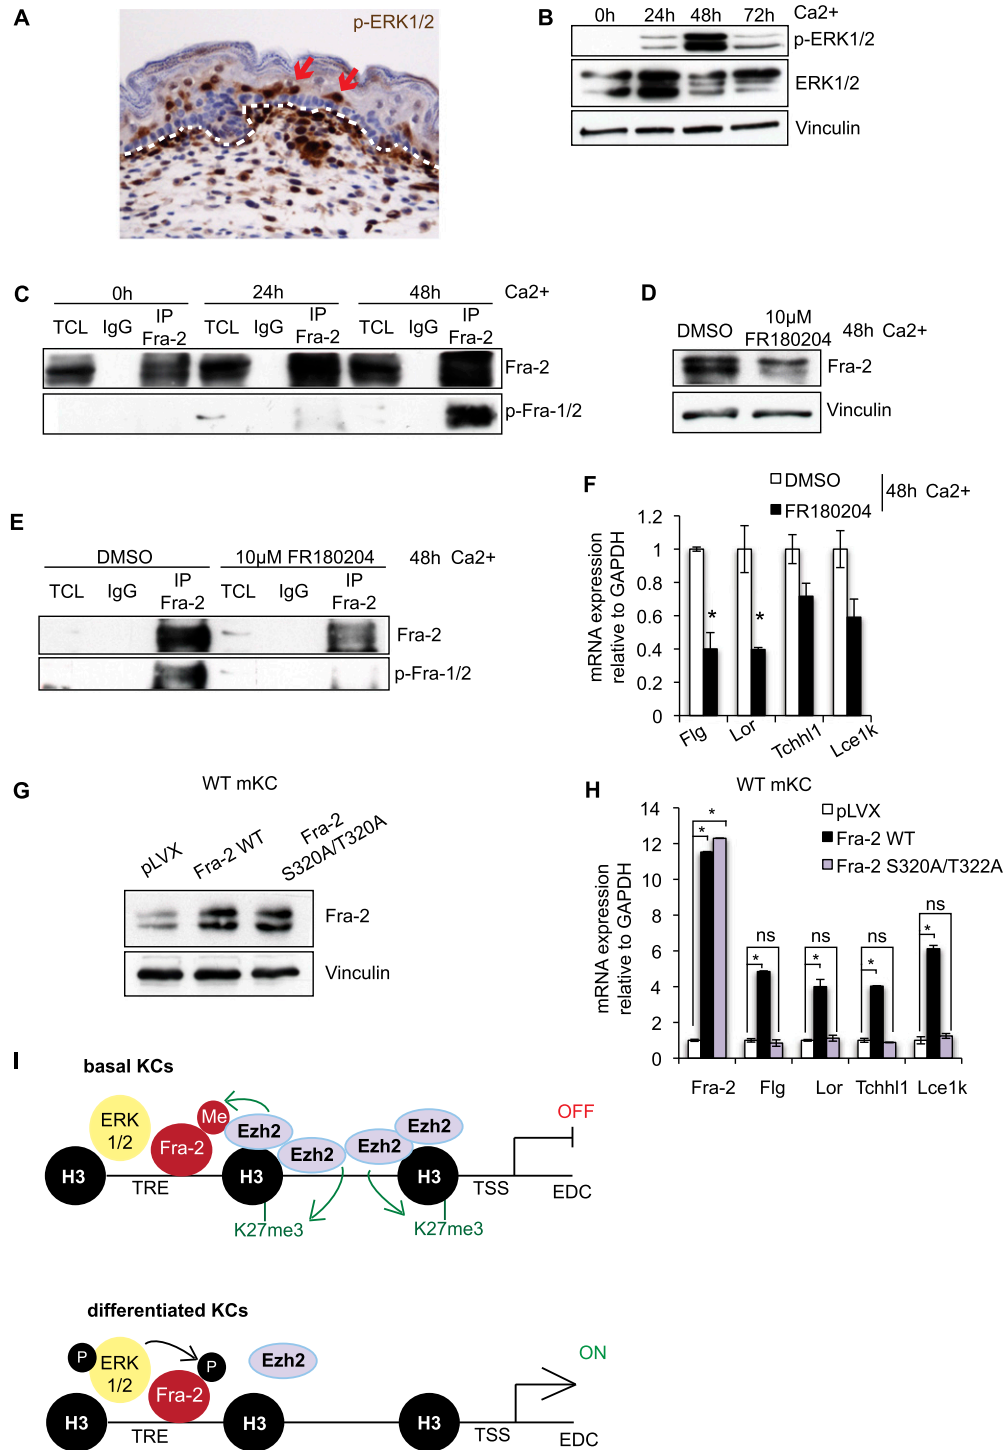 A
p-ERK1/2
B
0h 24h 48h 72h Ca2+
p-ERK1/2
ERK1/2
Vinculin
C
0h 24h 48h Ca2+
TCL IgG IP Fra-2 TCL IgG IP Fra-2 TCL IgG IP Fra-2
Fra-2
p-Fra-1/2
D
DMSO 10µM FR180204 48h Ca2+
Fra-2
Vinculin
E
DMSO 10µM FR180204 48h Ca2+
TCL IgG IP Fra-2 TCL IgG IP Fra-2
Fra-2
p-Fra-1/2
F
DMSO
FR180204
48h Ca2+
mRNA expression
relative to GAPDH
1.2
1
0.8
0.6
0.4
0.2
0
* *
Flg Lor Tchhl1 Lce1k
G
WT mKC
pLVX Fra-2 WT Fra-2 S320A/T320A
Fra-2
Vinculin
H
WT mKC
pLVX
Fra-2 WT
Fra-2 S320A/T322A
mRNA expression
relative to GAPDH
14
12
10
8
6
4
2
0
* *
ns ns ns ns
* * * *
Fra-2 Flg Lor Tchhl1 Lce1k
I
basal KCs
ERK
1/2
Fra-2
Me
Ezh2
Ezh2
Ezh2
Ezh2
OFF
H3 H3 H3
TRE TSS EDC
K27me3 K27me3
differentiated KCs
P
ERK
1/2
P
Fra-2
Ezh2
ON
H3 H3 H3
TRE TSS EDC